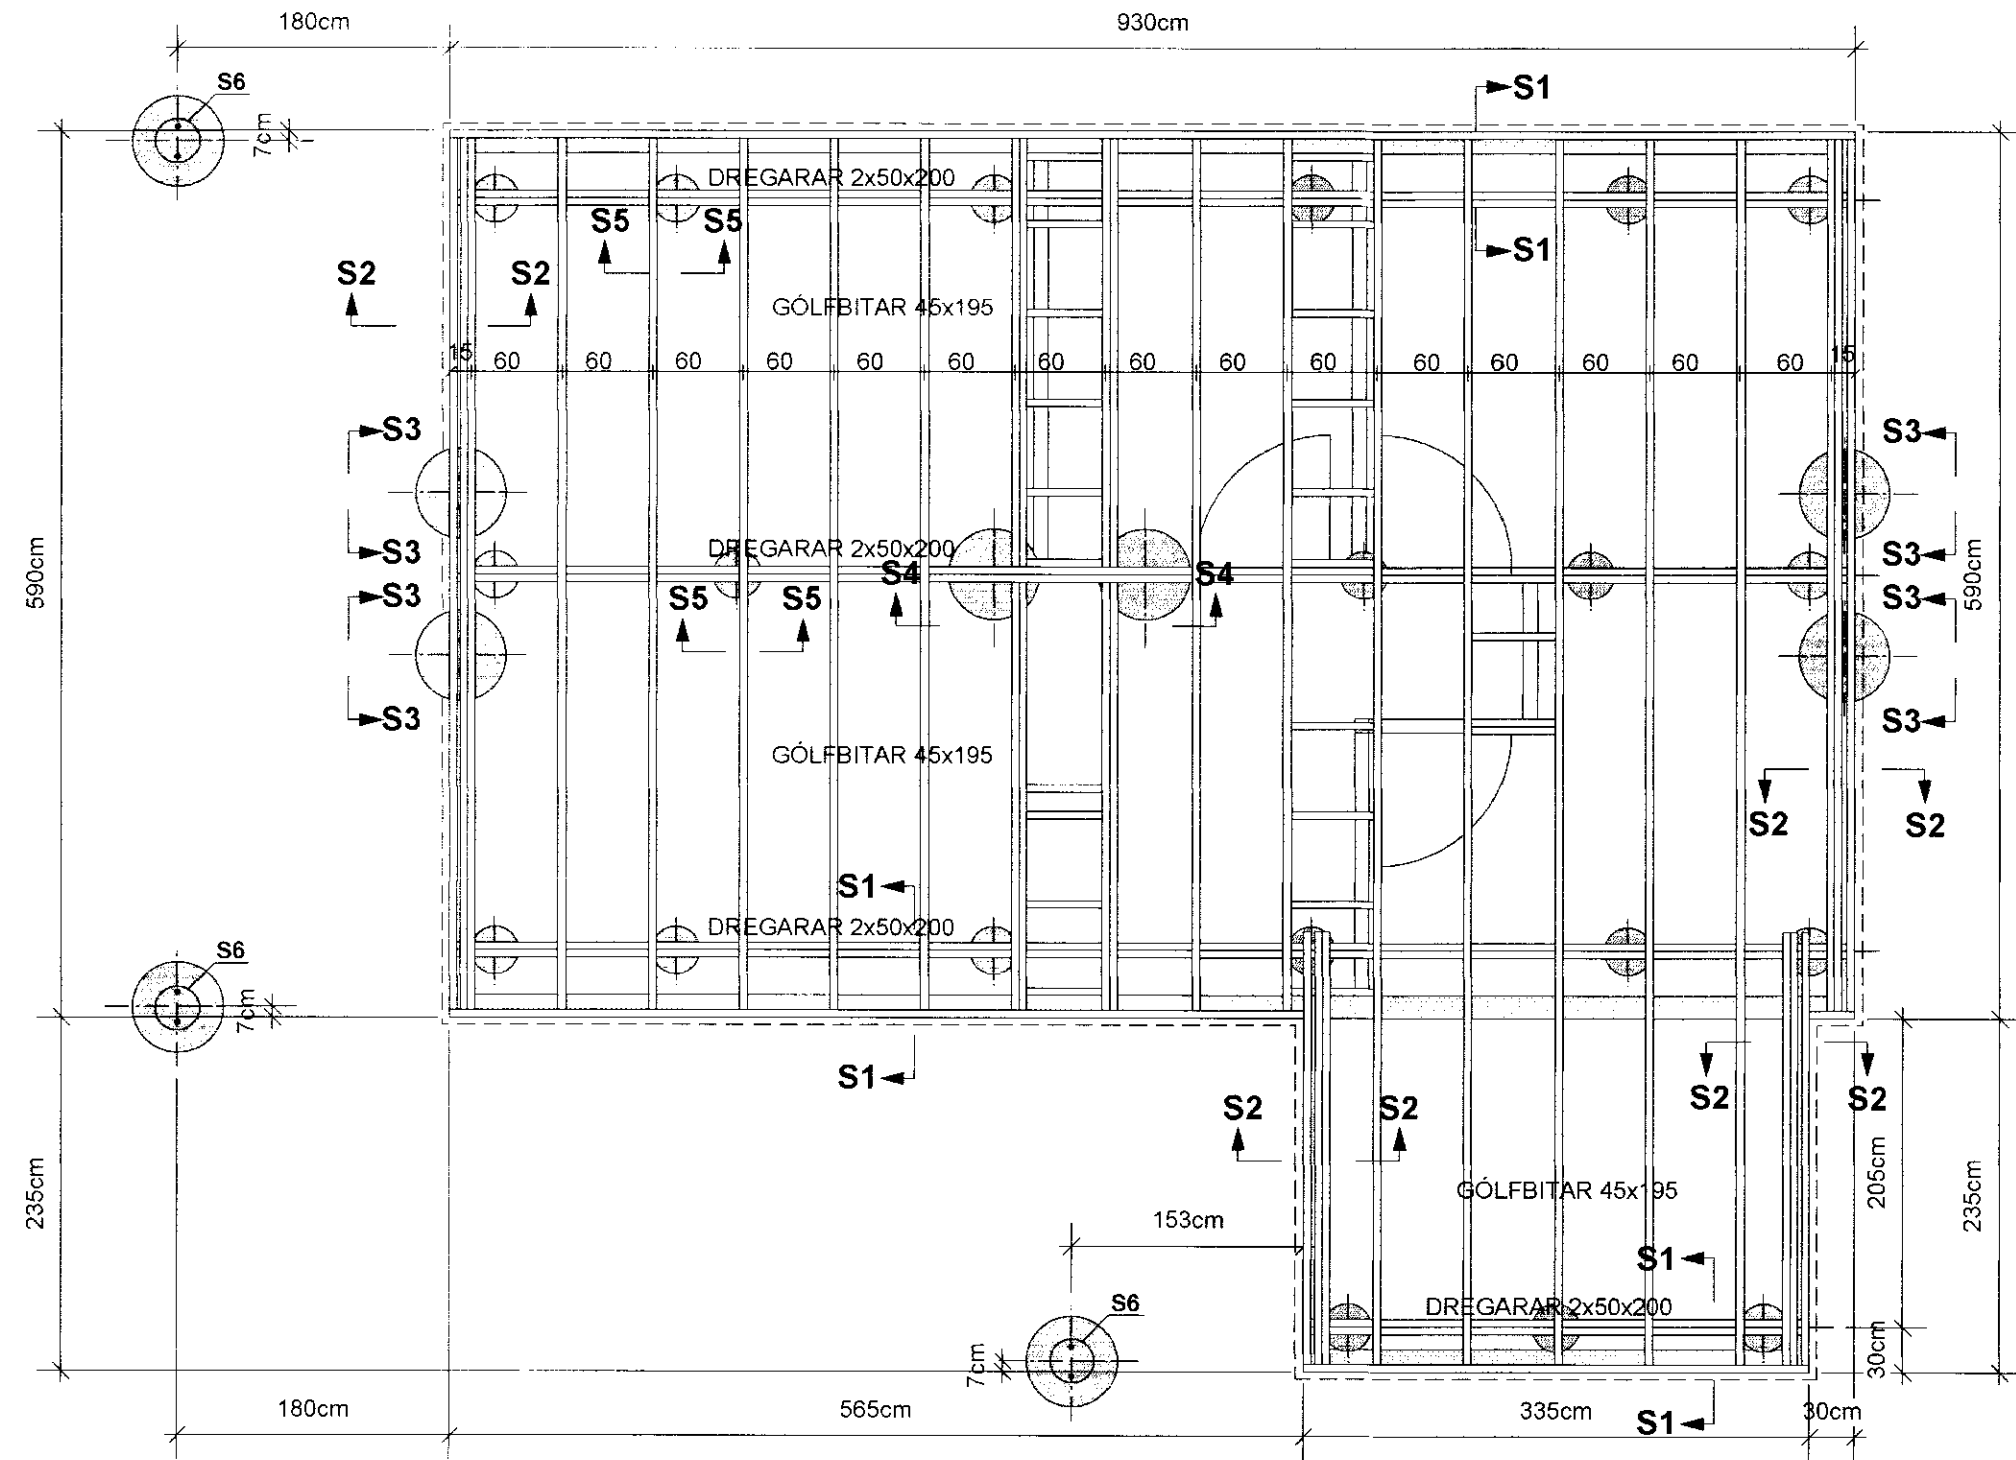 180cm
930cm
S6
S1
7cm
DREGARAR 2x50x200
S5 S5
S1
S2 S2
GÓLFBITAR 45x195
15 60 60 60 60 60 60 60 60 60 60 60 60 60 60 60 15
S3 S3
590cm
DREGARAR 2x50x200
S3 S3
590cm
S4 S4
S3 S5 S5 S3
S3 S3
GÓLFBITAR 45x195
S2 S2
S1
DREGARAR 2x50x200
S6
7cm
S1
S2 S2
S2 S2
235cm
205cm
235cm
GÓLFBITAR 45x195
153cm
S1
S6
DREGARAR 2x50x200
7cm
30cm
180cm
565cm
335cm
30cm
S1